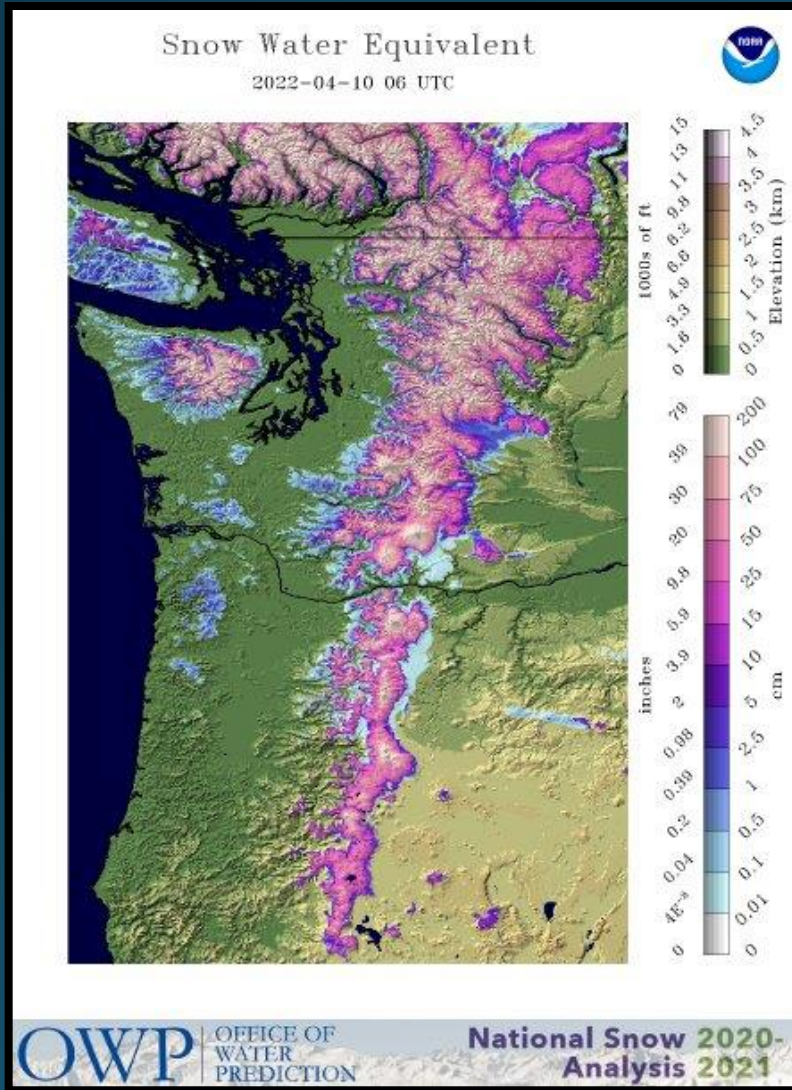 Snow Water Equivalent
2022-04-10 06 UTC
NOAA
1000s of ft
0 1.6 3.3 4.9 6.6 8.2 9.8 11 13 15
Elevation (km)
0 0.5 1 1.5 2 2.5 3 3.5 4 4.5
inches
0 4E⁻³ 0.04 0.2 0.39 0.98 2 3.9 5.9 9.8 20 30 39 79
cm
0 0.01 0.1 0.5 1 2.5 5 10 15 25 50 75 100 200
OWP
OFFICE OF
WATER
PREDICTION
National Snow 2020-
Analysis 2021